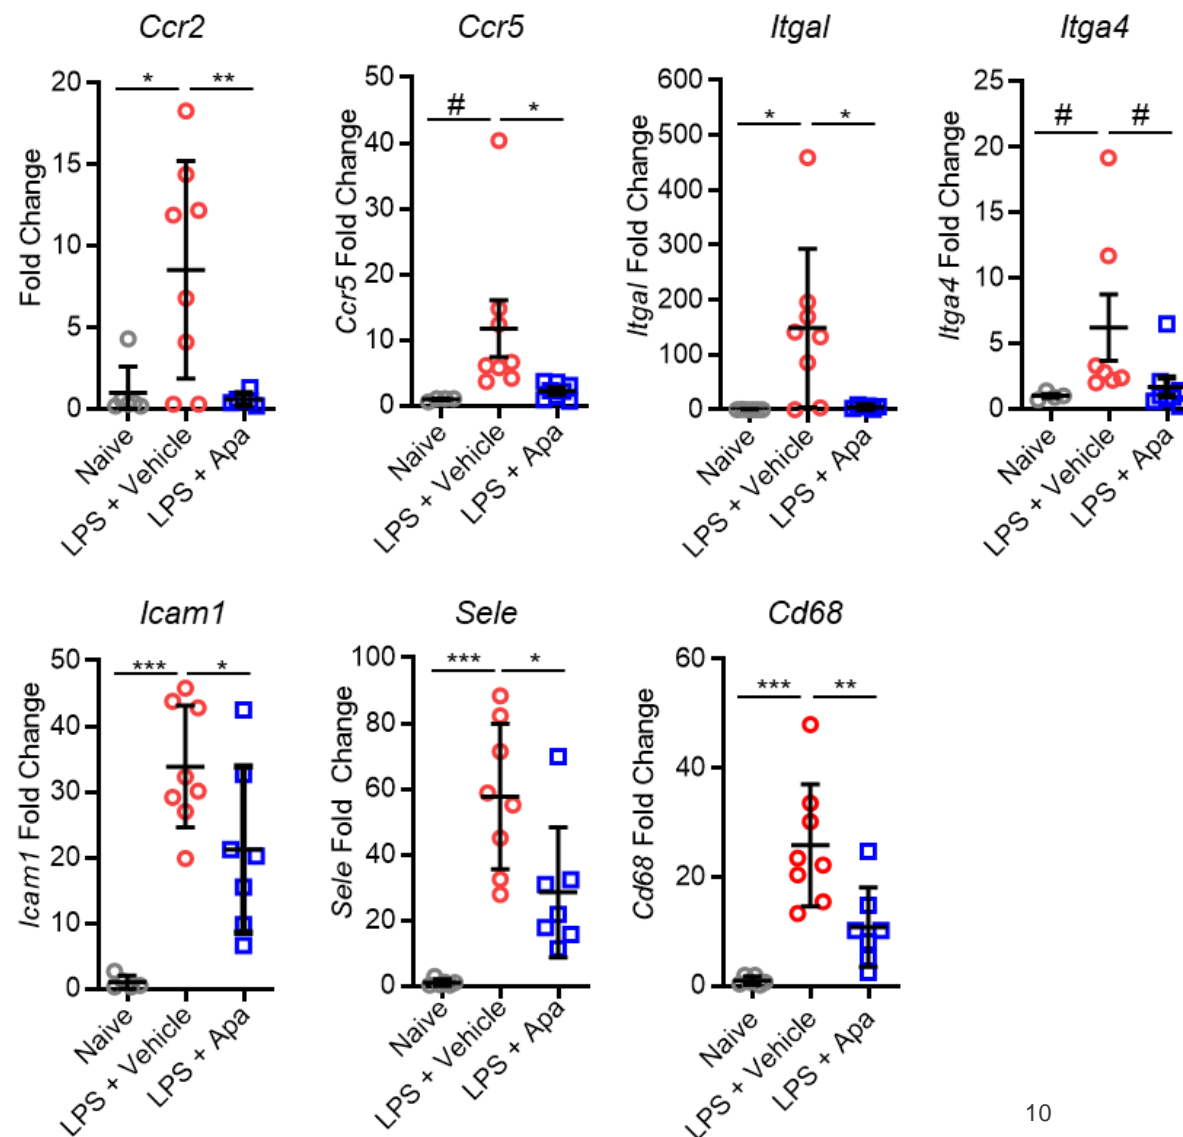 Ccr2
Fold Change
20
15
10
5
0
* **
Naive
LPS + Vehicle
LPS + Apa
Ccr5
Ccr5 Fold Change
50
40
30
20
10
0
# *
Naive
LPS + Vehicle
LPS + Apa
Itgal
Itgal Fold Change
600
500
400
300
200
100
0
* *
Naive
LPS + Vehicle
LPS + Apa
Itga4
Itga4 Fold Change
25
20
15
10
5
0
# #
Naive
LPS + Vehicle
LPS + Apa
Icam1
Icam1 Fold Change
50
40
30
20
10
0
*** *
Naive
LPS + Vehicle
LPS + Apa
Sele
Sele Fold Change
100
80
60
40
20
0
*** *
Naive
LPS + Vehicle
LPS + Apa
Cd68
Cd68 Fold Change
60
40
20
0
*** **
Naive
LPS + Vehicle
LPS + Apa
10